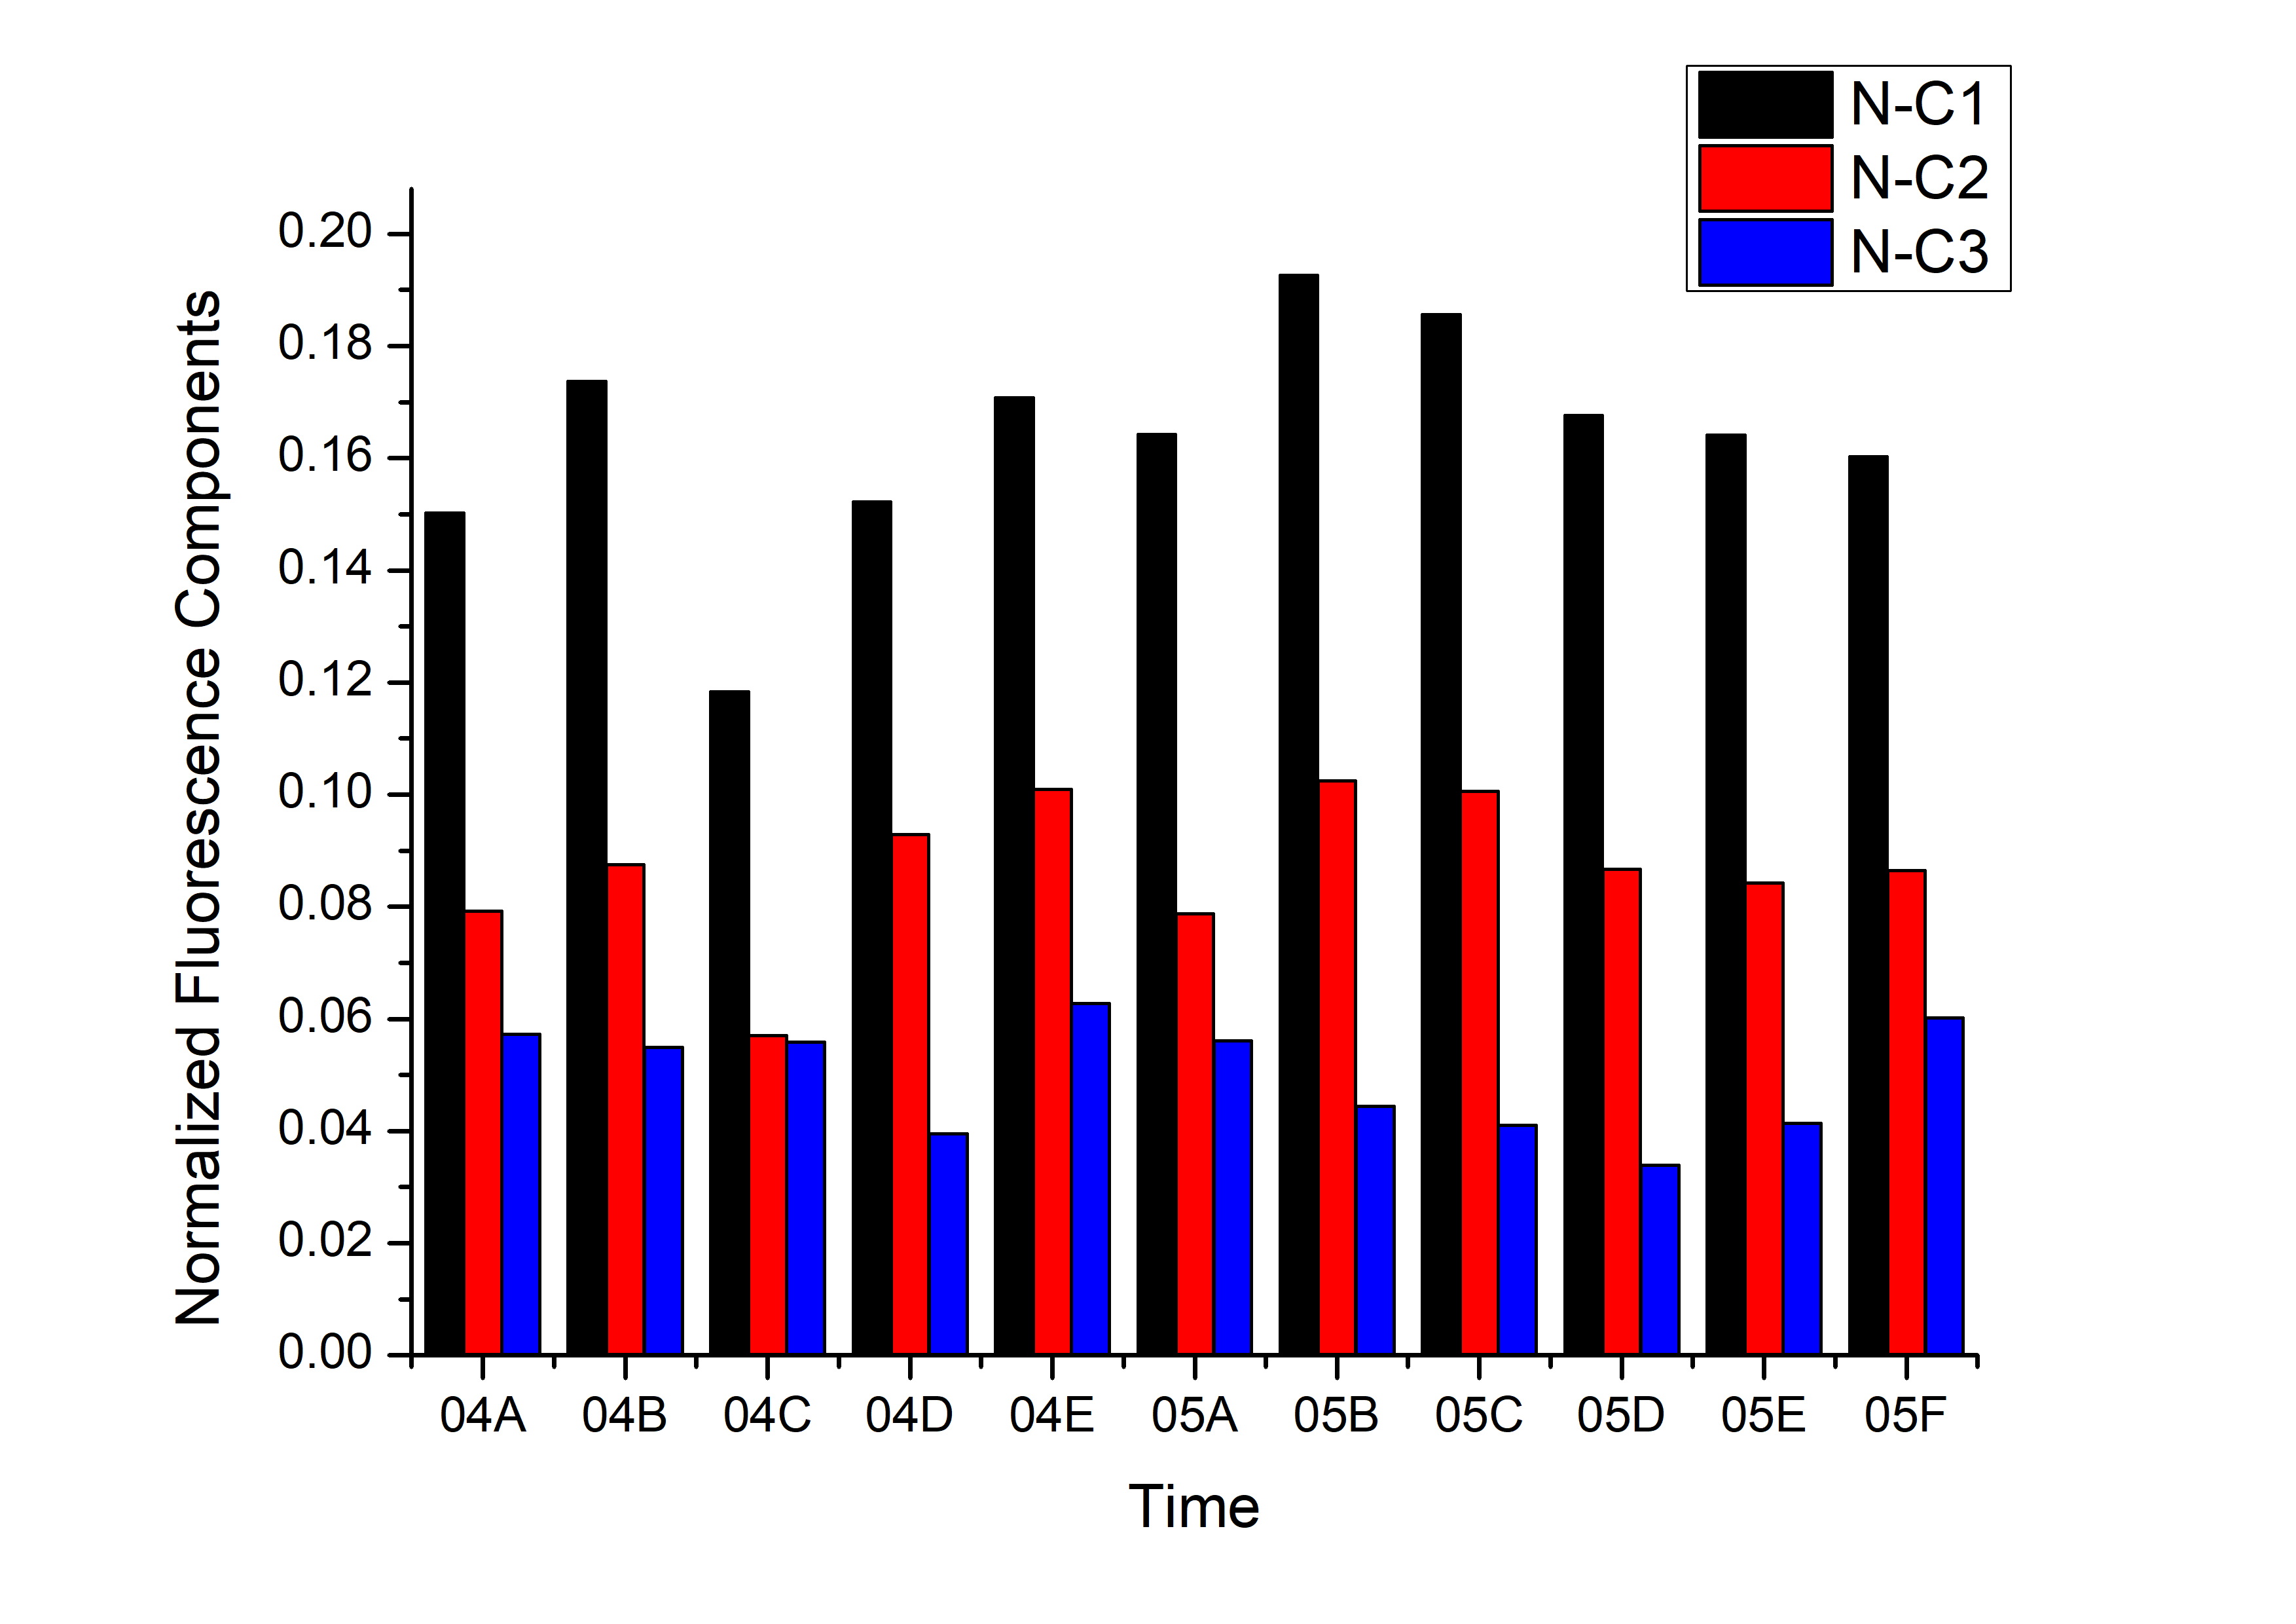 N-C1
N-C2
N-C3
Normalized Fluorescence Components
0.20
0.18
0.16
0.14
0.12
0.10
0.08
0.06
0.04
0.02
0.00
04A 04B 04C 04D 04E 05A 05B 05C 05D 05E 05F
Time